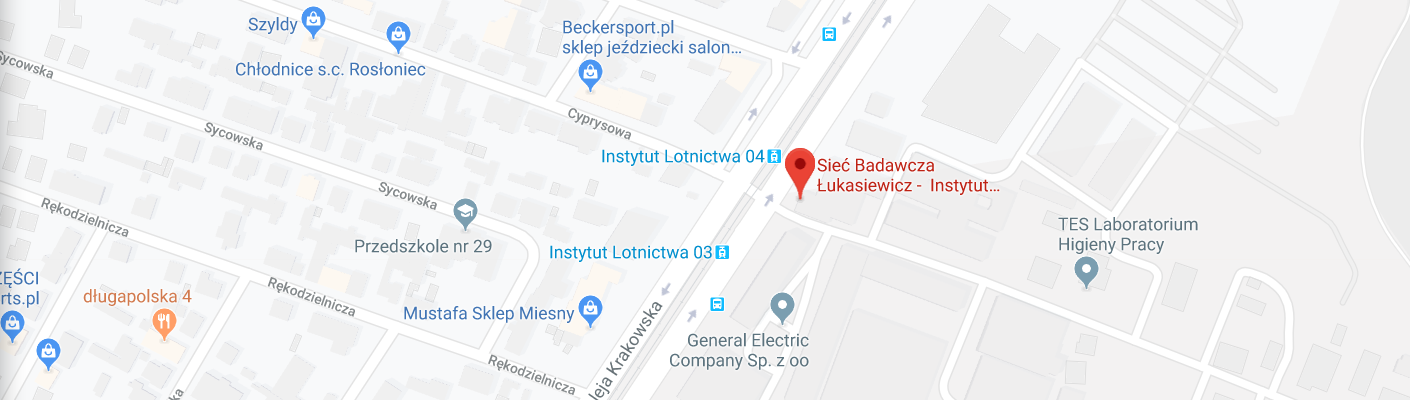 Szyldy
Chłodnice s.c. Rosłoniec
Beckersport.pl
sklep jeździecki salon...
Sycowska
Sycowska
Sycowska
Cyprysowa
Instytut Lotnictwa 04
Sieć Badawcza
Łukasiewicz - Instytut...
Rękodzielnicza
Przedszkole nr 29
Instytut Lotnictwa 03
TES Laboratorium
Higieny Pracy
ZĘŚCI
rts.pl
długapolska 4
Rękodzielnicza
Mustafa Sklep Miesny
leja Krakowska
General Electric
Company Sp. z oo
Rękodzielnicza